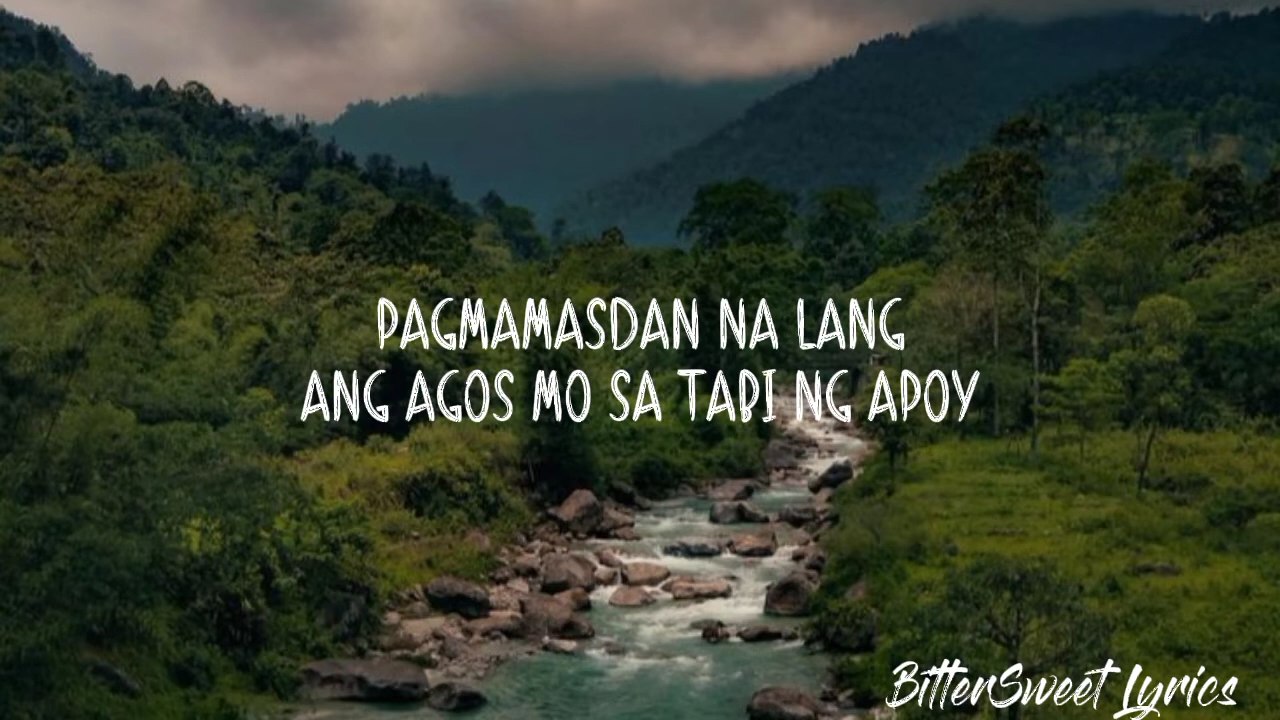 PAGMAMASDAN NA LANG
ANG AGOS MO SA TABI NG APOY
BitterSweet Lyrics